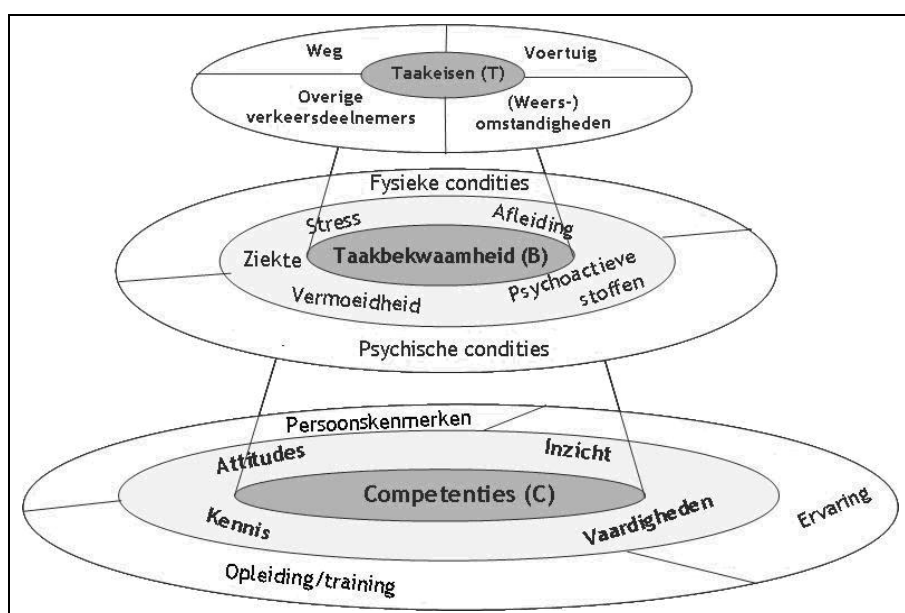 Weg
Voertuig
Taakeisen (T)
Overige
verkeersdeelnemers
(Weers-)
omstandigheden
Fysieke condities
Stress
Afleiding
Ziekte
Taakbekwaamheid (B)
Vermoeidheid
Psychoactieve
stoffen
Psychische condities
Persoonskenmerken
Attitudes
Inzicht
Competenties (C)
Kennis
Vaardigheden
Ervaring
Opleiding/training